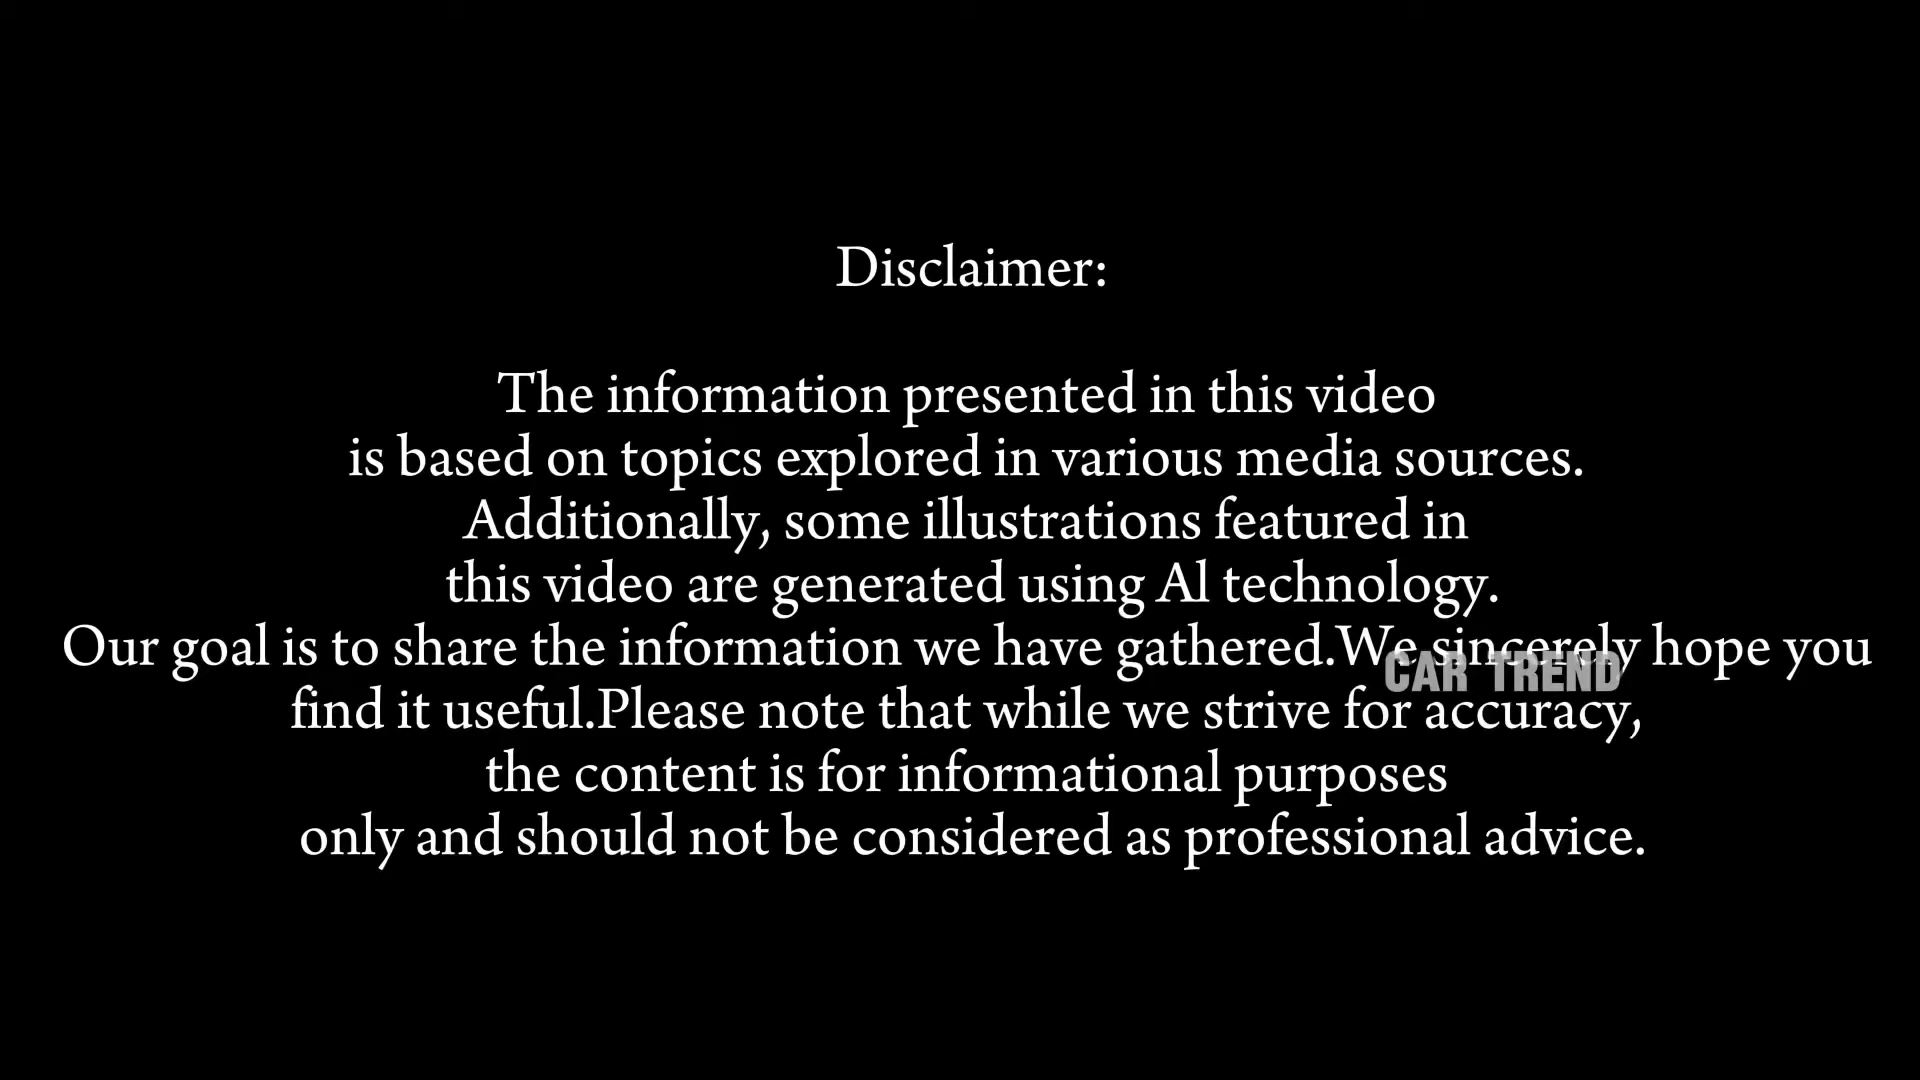 Disclaimer:
The information presented in this video
is based on topics explored in various media sources.
Additionally, some illustrations featured in
this video are generated using Al technology.
Our goal is to share the information we have gathered.We sincerely hope you
CAR TREND
find it useful.Please note that while we strive for accuracy,
the content is for informational purposes
only and should not be considered as professional advice.